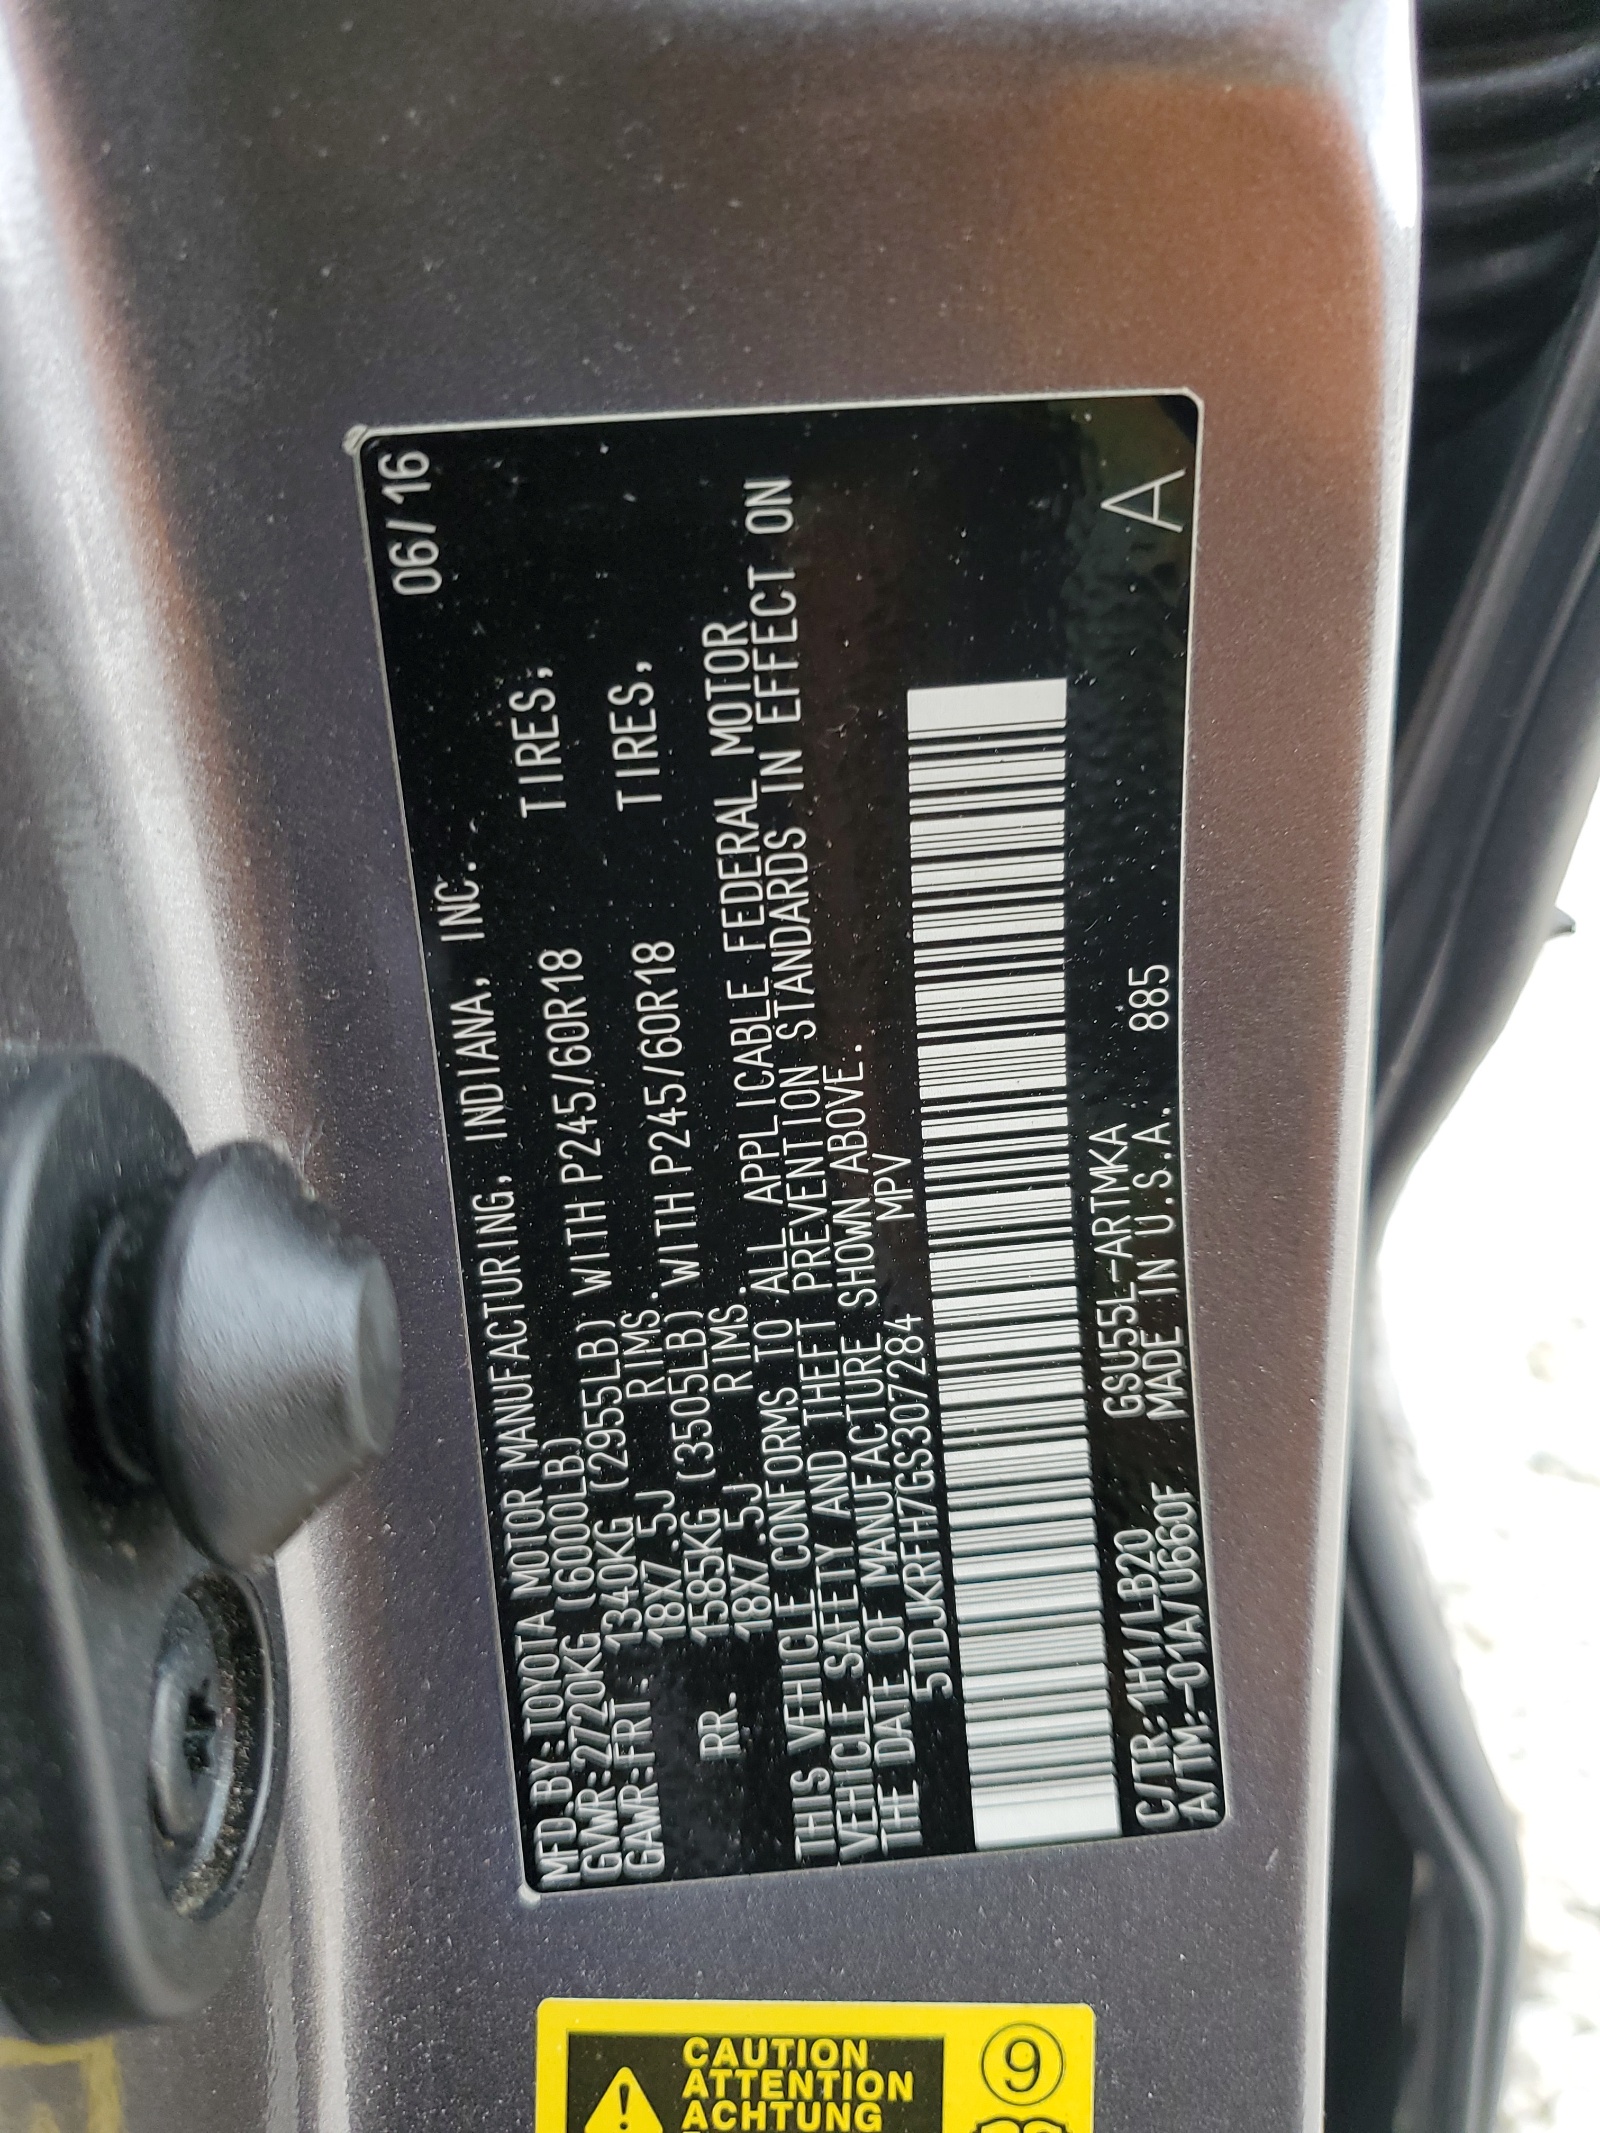 06/16
MFD.BY:TOYOTA MOTOR MANUFACTURING, INDIANA, INC.
GVWR:2720KG (6000LB)
GAWR:FRT. 1340KG (2955LB) WITH P245/60R18 TIRES,
18X7.5J RIMS.
RR. 1585KG (3505LB) WITH P245/60R18 TIRES,
18X7.5J RIMS
THIS VEHICLE CONFORMS TO ALL APPLICABLE FEDERAL MOTOR
VEHICLE SAFETY AND THEFT PREVENTION STANDARDS IN EFFECT ON
THE DATE OF MANUFACTURE SHOWN ABOVE.
5TDJKRFH7GS307284 MPV
C/TR:1H1/LB20 GSU55L-ARTMKA
A/TM:-01A/U660F MADE IN U.S.A. 885
A
CAUTION
ATTENTION
ACHTUNG
9